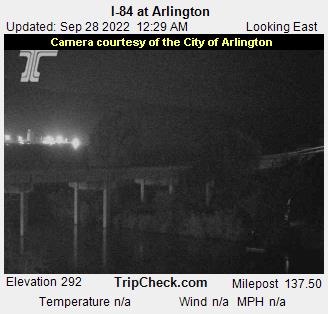 I-84 at Arlington
Updated: Sep 28 2022 12:29 AM Looking East
Camera courtesy of the City of Arlington
Elevation 292 TripCheck.com Milepost 137.50
Temperature n/a Wind n/a MPH n/a